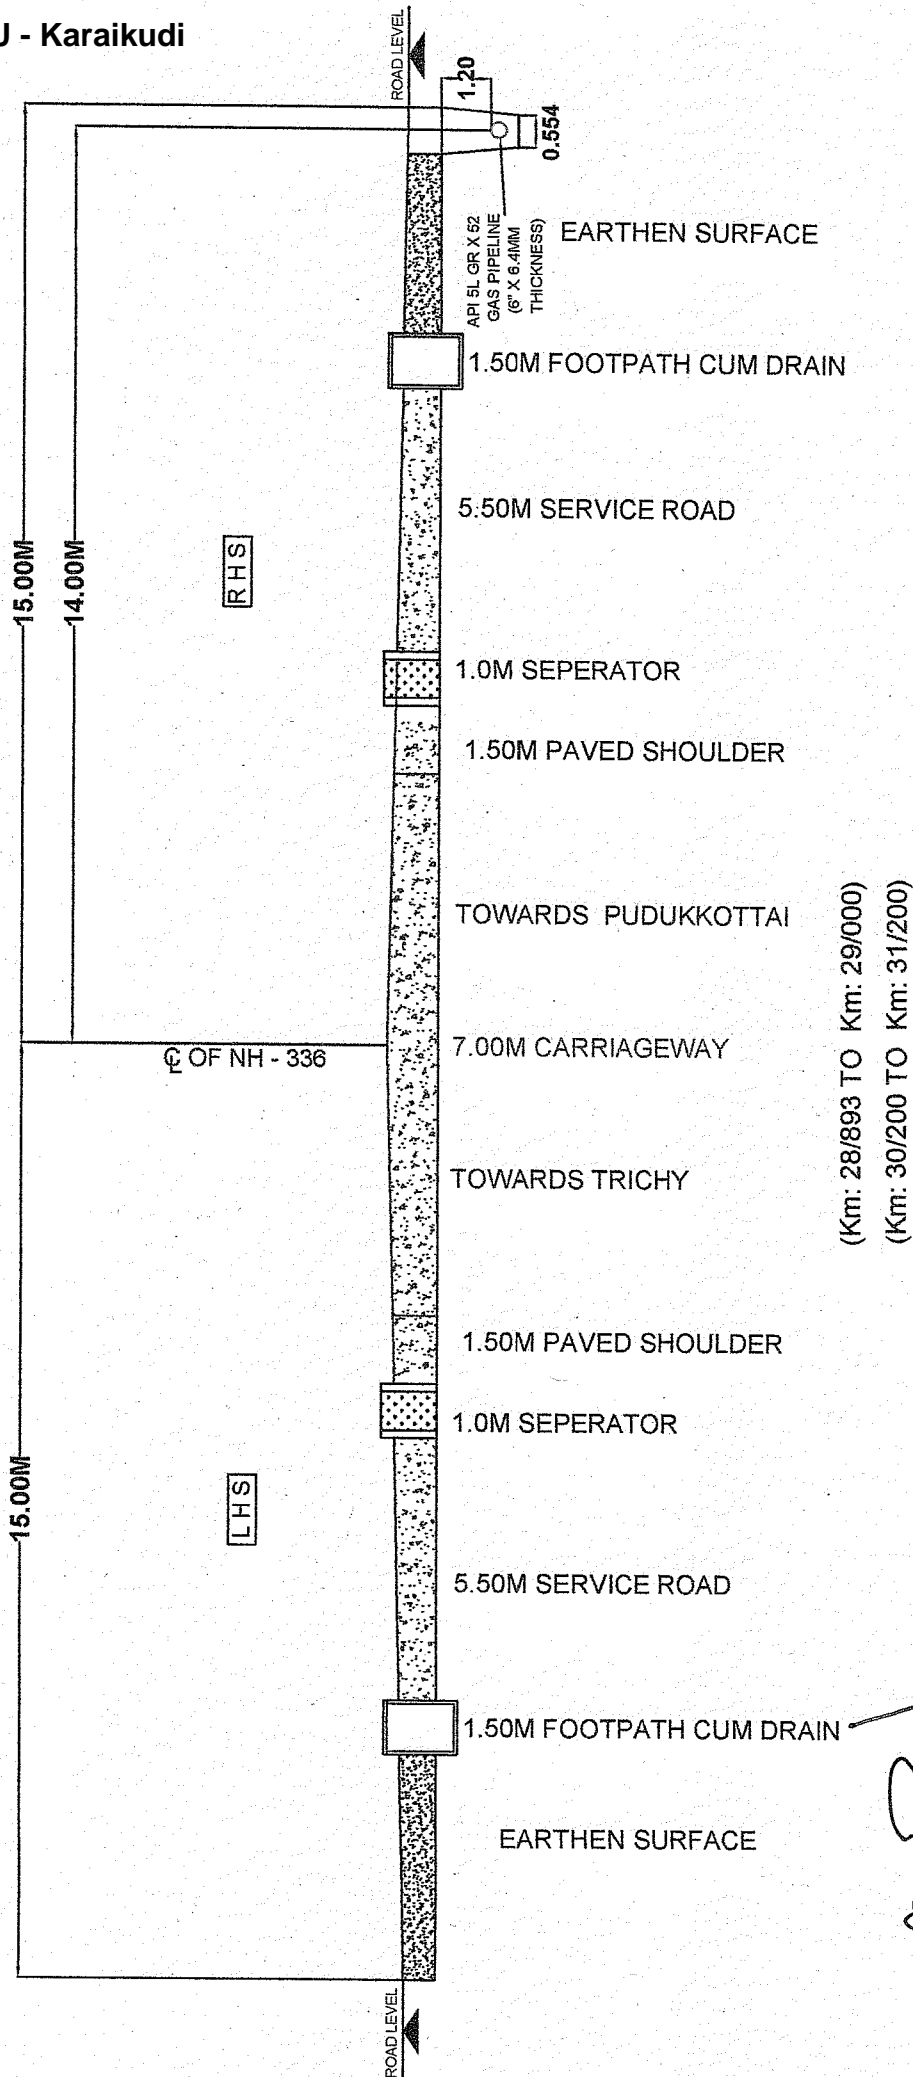 J - Karaikudi
ROAD LEVEL
1.20
0.554
API 5L GR X 52
GAS PIPELINE
(6" X 6.4MM
THICKNESS)
EARTHEN SURFACE
1.50M FOOTPATH CUM DRAIN
5.50M SERVICE ROAD
15.00M
14.00M
RHS
1.0M SEPERATOR
1.50M PAVED SHOULDER
TOWARDS PUDUKKOTTAI
℄ OF NH - 336
7.00M CARRIAGEWAY
(Km: 28/893 TO Km: 29/000)
(Km: 30/200 TO Km: 31/200)
TOWARDS TRICHY
1.50M PAVED SHOULDER
1.0M SEPERATOR
15.00M
LHS
5.50M SERVICE ROAD
1.50M FOOTPATH CUM DRAIN
EARTHEN SURFACE
ROAD LEVEL